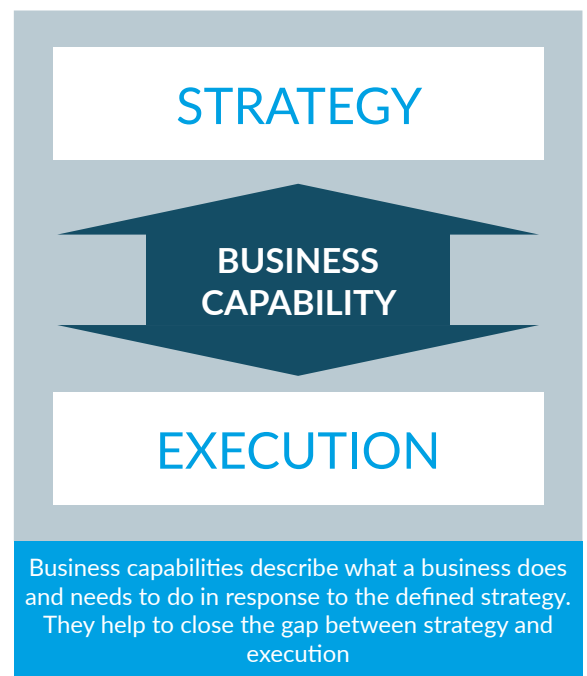 STRATEGY
BUSINESS
CAPABILITY
EXECUTION
Business capabilities describe what a business does
and needs to do in response to the defined strategy.
They help to close the gap between strategy and
execution